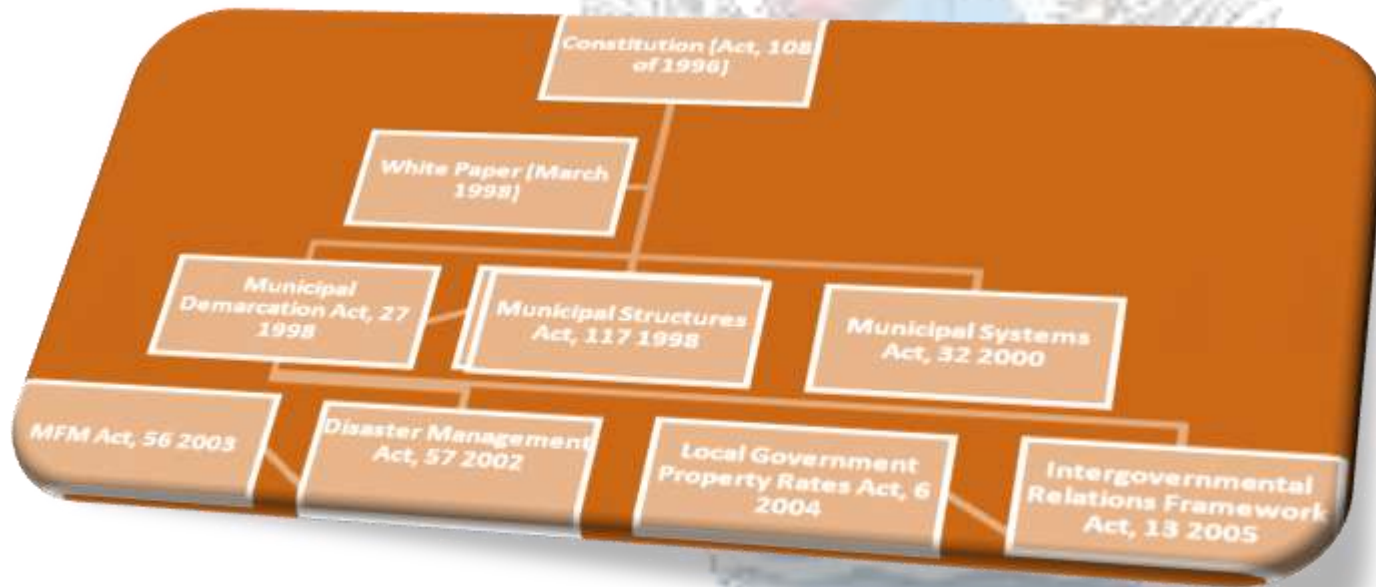 Constitution (Act, 108
of 1996)
White Paper (March
1998)
Municipal
Demarcation Act, 27
1998
Municipal Structures
Act, 117 1998
Municipal Systems
Act, 32 2000
MFM Act, 56 2003
Disaster Management
Act, 57 2002
Local Government
Property Rates Act, 6
2004
Intergovernmental
Relations Framework
Act, 13 2005